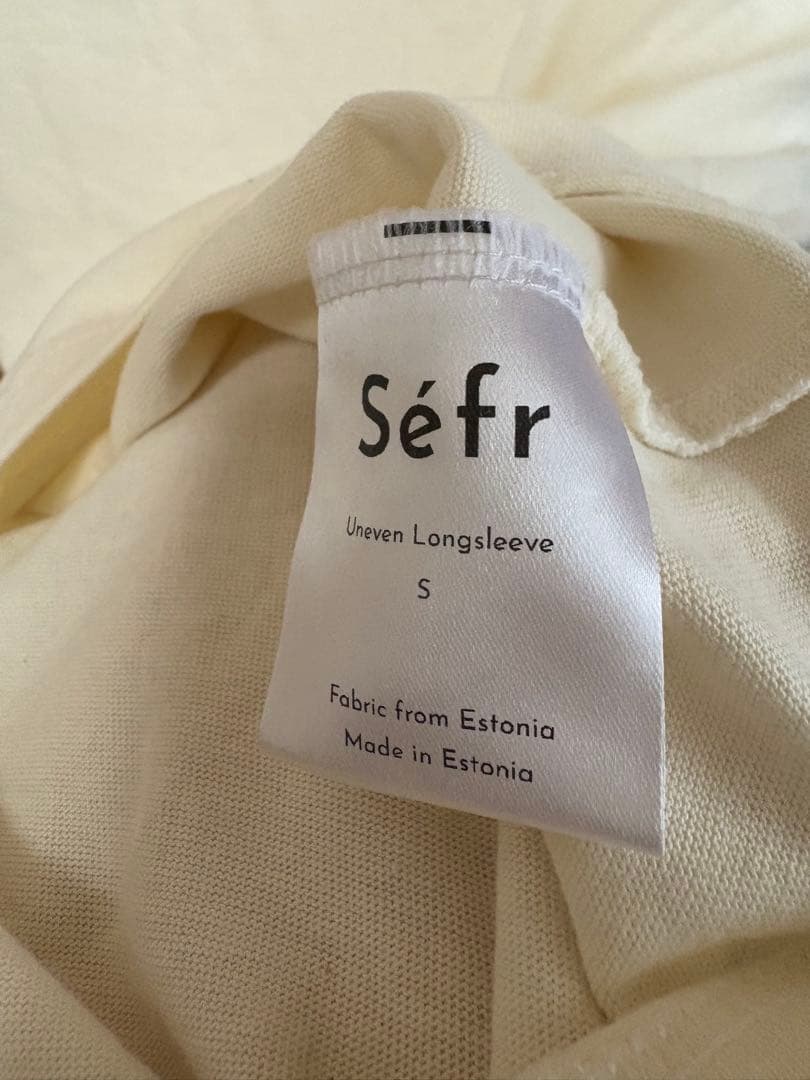 Séfr
Uneven Longsleeve
S
Fabric from Estonia
Made in Estonia